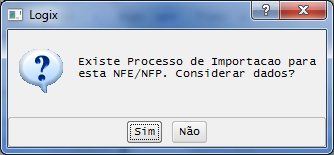 Logix
Existe Processo de Importacao para
esta NFE/NFP. Considerar dados?
Sim
Não